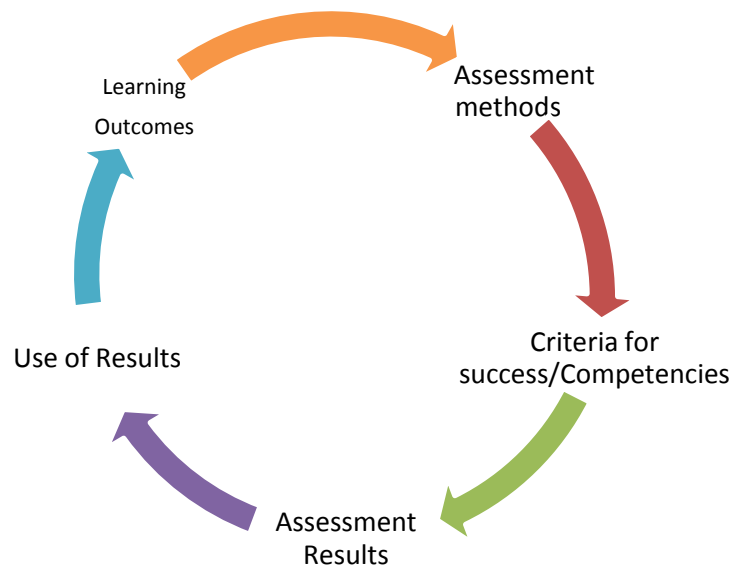 Learning
Outcomes
Assessment
methods
Criteria for
success/Competencies
Assessment
Results
Use of Results